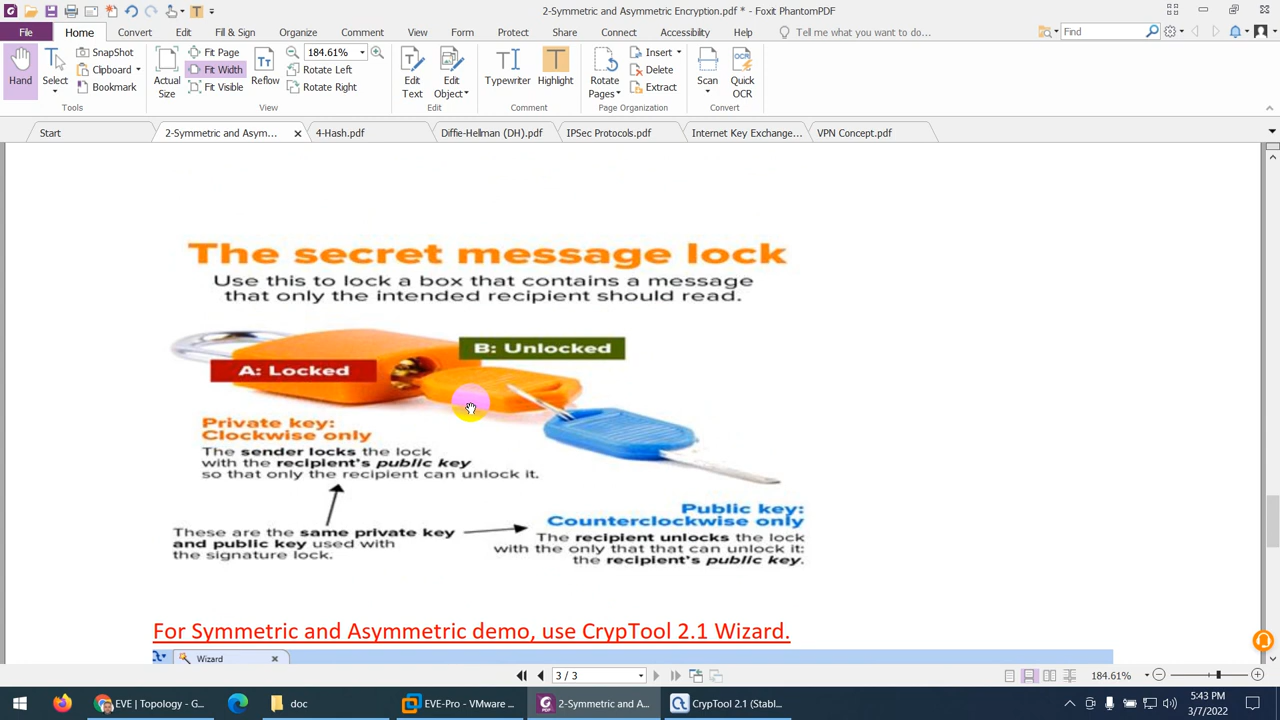 2-Symmetric and Asymmetric Encryption.pdf * - Foxit PhantomPDF
File Home Convert Edit Fill & Sign Organize Comment View Form Protect Share Connect Accessibility Help Tell me what you want to do... Find
Hand
Select
SnapShot
Clipboard
Bookmark
Tools
Actual Size
Fit Page
Fit Width
Fit Visible
Reflow
184.61%
Rotate Left
Rotate Right
View
Edit Text
Edit Object
Edit
Typewriter
Highlight
Comment
Rotate Pages
Insert
Delete
Extract
Page Organization
Scan
Quick OCR
Convert
Start 2-Symmetric and Asym... 4-Hash.pdf Diffie-Hellman (DH).pdf IPSec Protocols.pdf Internet Key Exchange... VPN Concept.pdf
The secret message lock
Use this to lock a box that contains a message
that only the intended recipient should read.
B: Unlocked
A: Locked
Private key:
Clockwise only
The sender locks the lock
with the recipient's public key
so that only the recipient can unlock it.
These are the same private key
and public key used with
the signature lock.
Public key:
Counterclockwise only
The recipient unlocks the lock
with the only that that can unlock it:
the recipient's public key.
For Symmetric and Asymmetric demo, use CrypTool 2.1 Wizard.
Wizard
3 / 3
184.61%
EVE | Topology - G... doc EVE-Pro - VMware ... 2-Symmetric and A... CrypTool 2.1 (Stabl...
5:43 PM
3/7/2022